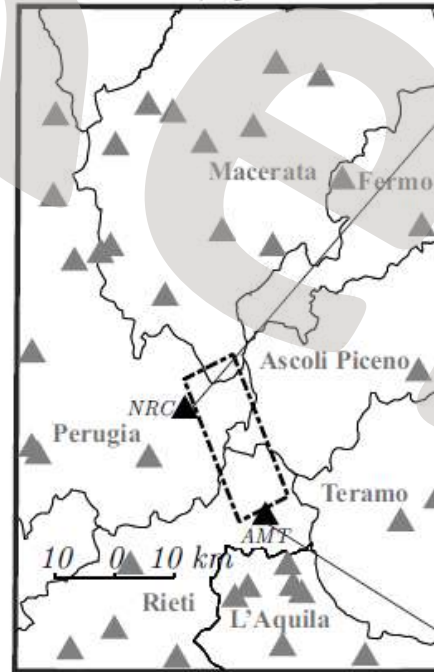 Macerata
Fermo
Ascoli Piceno
NRC
Perugia
Teramo
AMT
10 0 10 km
Rieti
L'Aquila